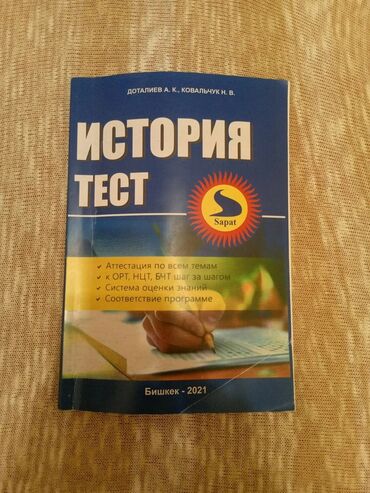 ДОТАЛИЕВ А. К., КОВАЛЬЧУК Н. В.
ИСТОРИЯ
ТЕСТ
Sapat
Аттестация по всем темам
к ОРТ, НЦТ, БЧТ шаг за шагом
Система оценки знаний
Соответствие программе
Бишкек - 2021